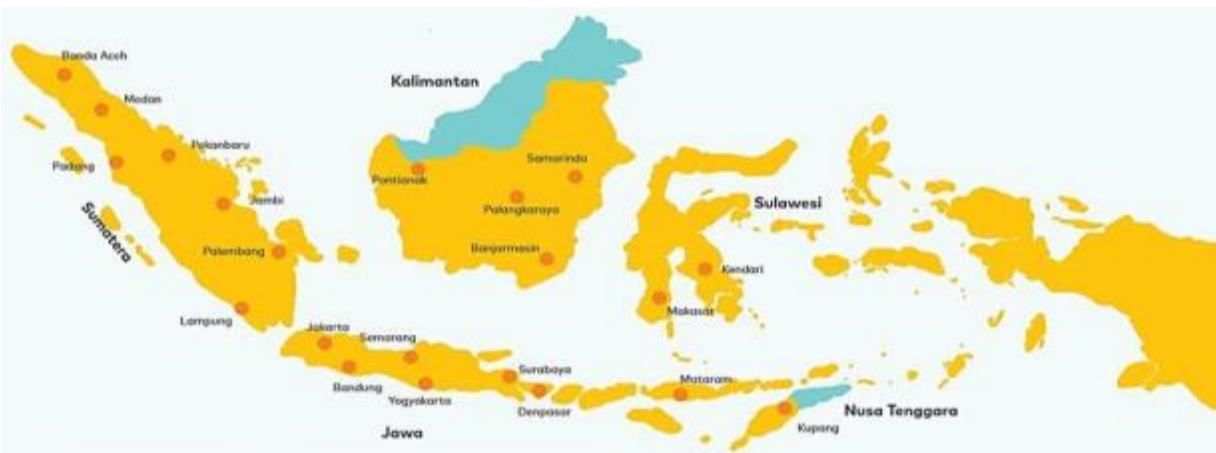 Banda Aceh
Medan
Kalimantan
Pekanbaru
Padang
Samarinda
Pontianak
Jambi
Palangkaraya
Sulawesi
Sumatera
Palembang
Banjarmasin
Kendari
Makasar
Lampung
Jakarta
Semarang
Surabaya
Bandung
Yogyakarta
Mataram
Denpasar
Nusa Tenggara
Kupang
Jawa